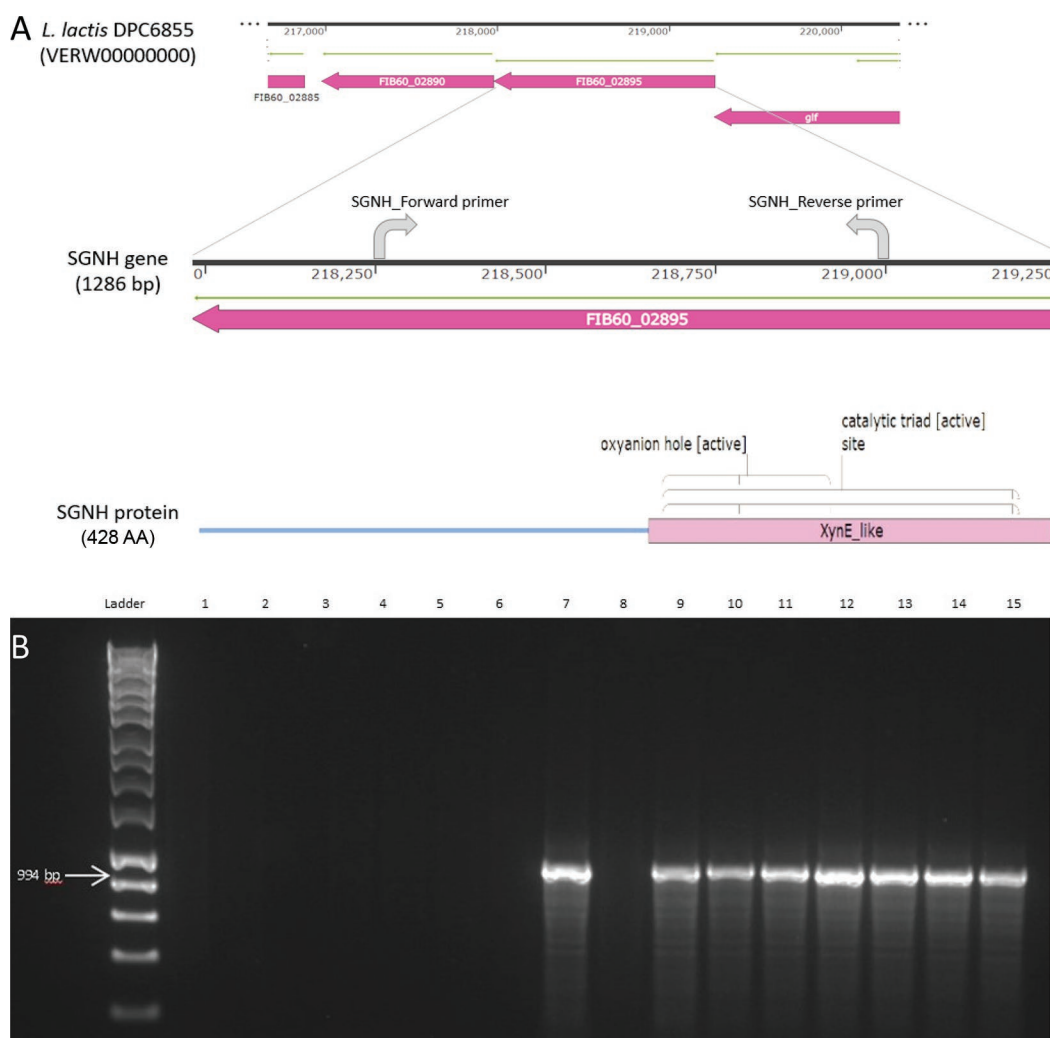 A
L. lactis DPC6855
(VERW00000000)
••• 217,000 218,000 219,000 220,000 •••
FIB60_02890 FIB60_02895
FIB60_02885
glf
SGNH_Forward primer SGNH_Reverse primer
SGNH gene
(1286 bp)
0 218,250 218,500 218,750 219,000 219,250
FIB60_02895
catalytic triad [active]
site
oxyanion hole [active]
SGNH protein
(428 AA)
XynE_like
Ladder 1 2 3 4 5 6 7 8 9 10 11 12 13 14 15
B
994 bp